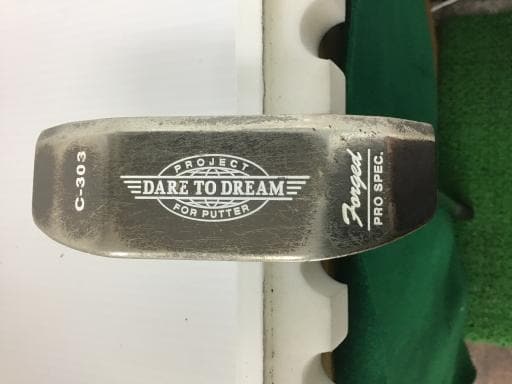 C-303
PROJECT
DARE TO DREAM
FOR PUTTER
Forged
PRO SPEC.